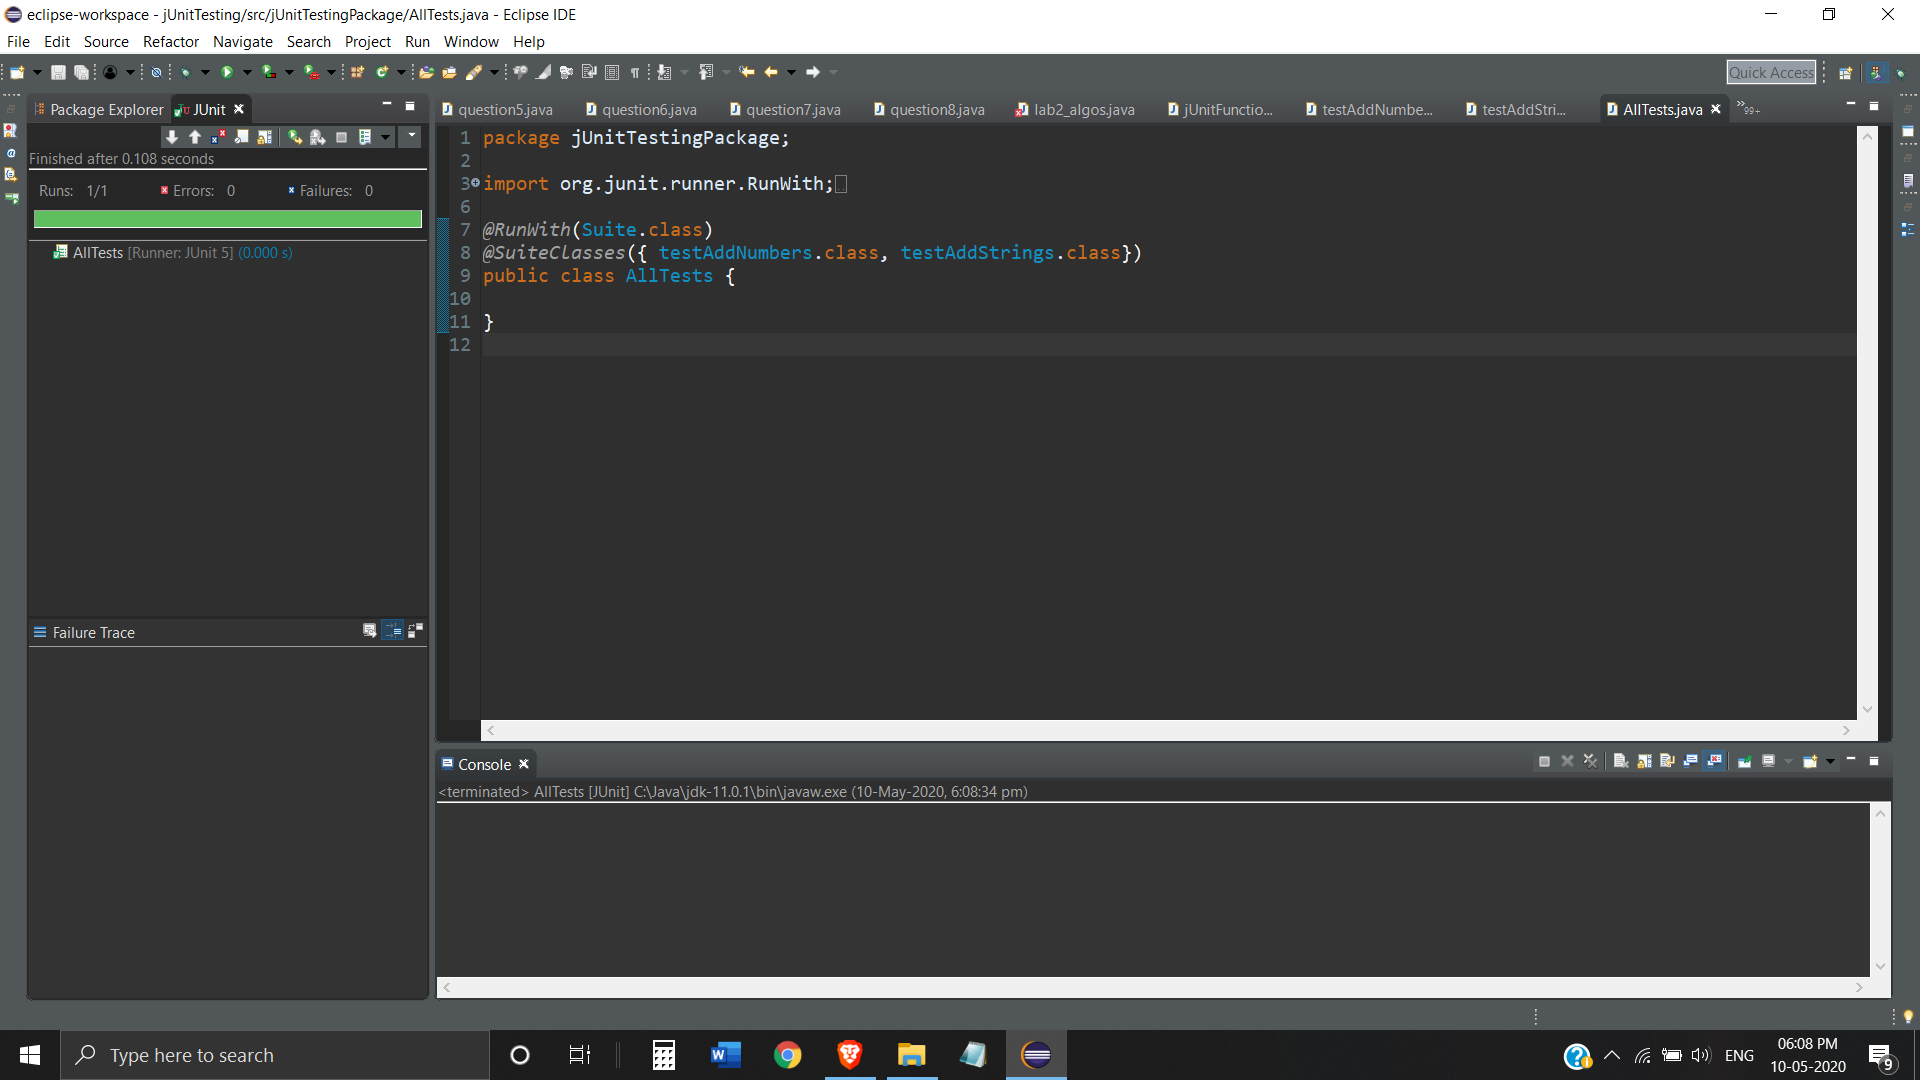 eclipse-workspace - jUnitTesting/src/jUnitTestingPackage/AllTests.java - Eclipse IDE
File Edit Source Refactor Navigate Search Project Run Window Help
Quick Access
Package Explorer JUnit
question5.java question6.java question7.java question8.java lab2_algos.java jUnitFunctio... testAddNumbe... testAddStri... AllTests.java »99+
Finished after 0.108 seconds
Runs: 1/1 Errors: 0 Failures: 0
AllTests [Runner: JUnit 5] (0.000 s)
Failure Trace
1 package jUnitTestingPackage;
2
3 import org.junit.runner.RunWith;
6
7 @RunWith(Suite.class)
8 @SuiteClasses({ testAddNumbers.class, testAddStrings.class})
9 public class AllTests {
10
11 }
12
Console
<terminated> AllTests [JUnit] C:\Java\jdk-11.0.1\bin\javaw.exe (10-May-2020, 6:08:34 pm)
Type here to search
ENG
06:08 PM
10-05-2020
9